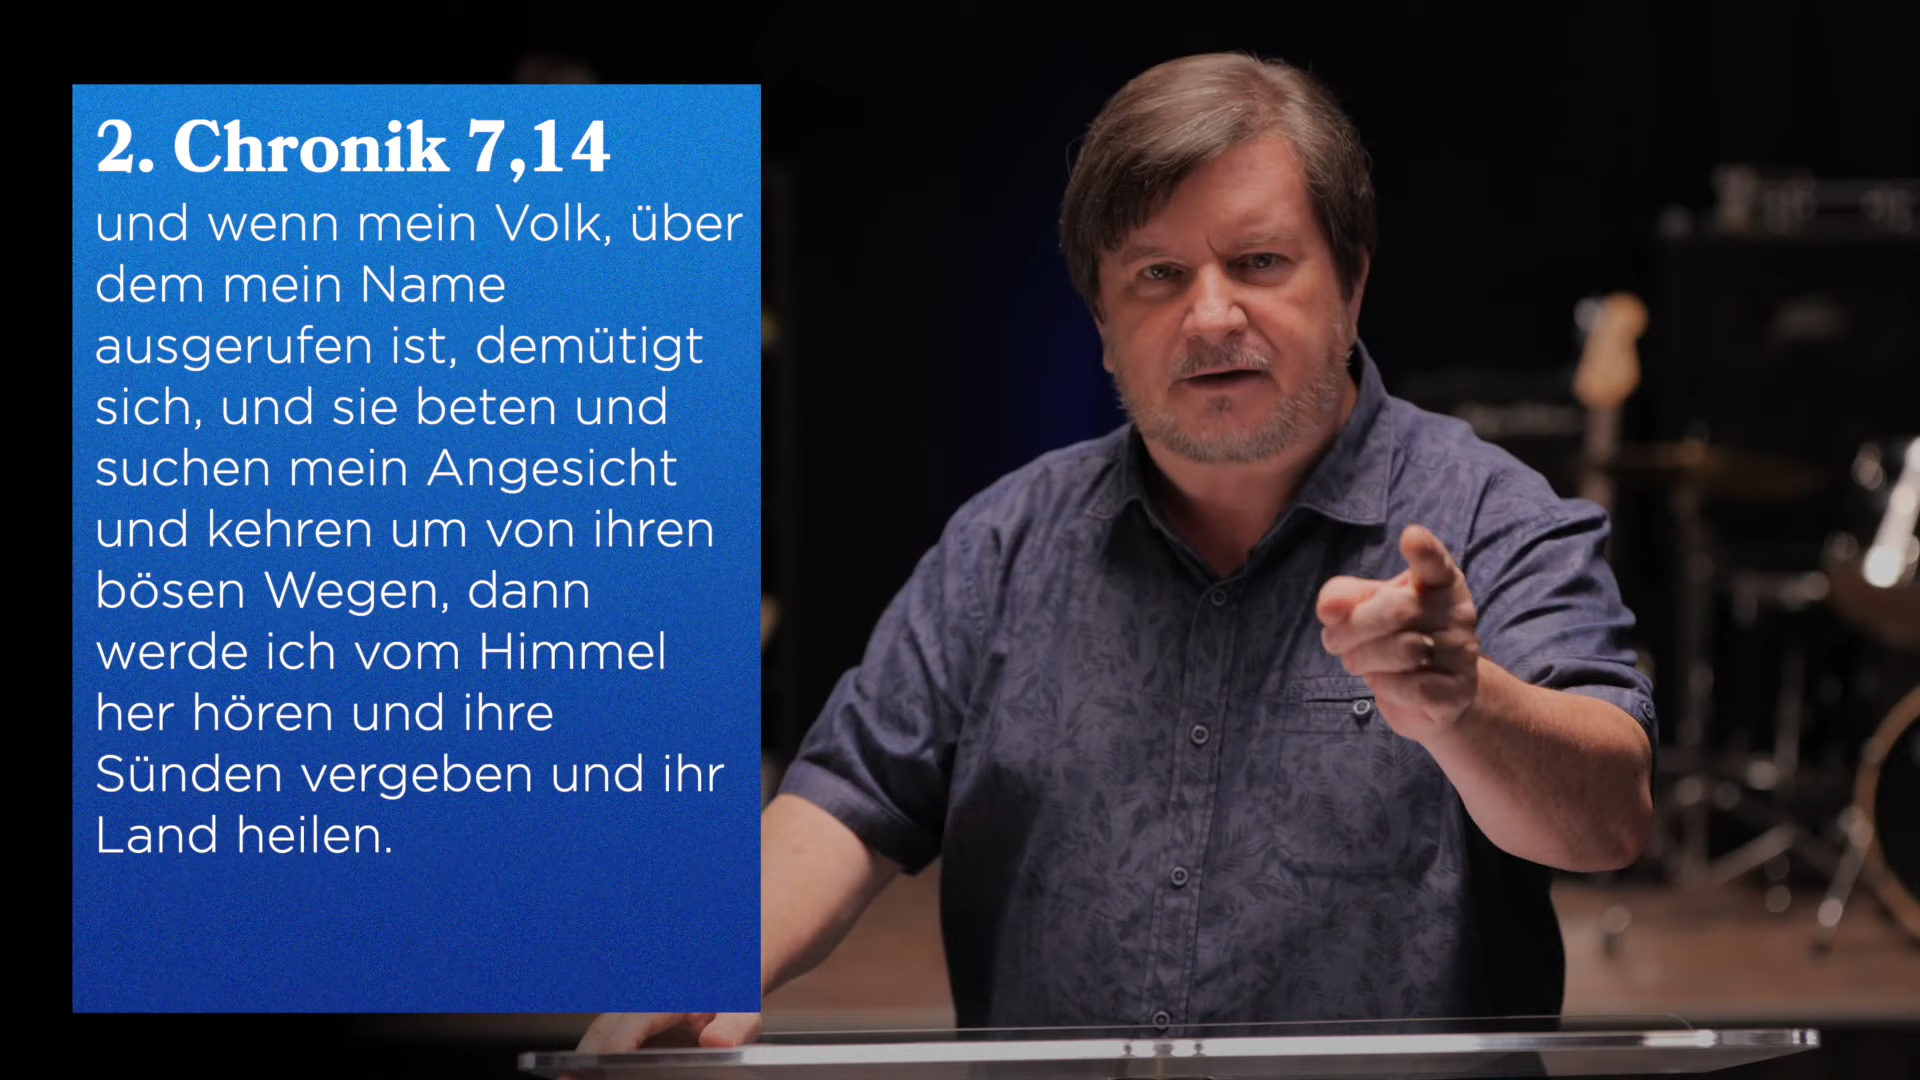 2. Chronik 7,14
und wenn mein Volk, über
dem mein Name
ausgerufen ist, demütigt
sich, und sie beten und
suchen mein Angesicht
und kehren um von ihren
bösen Wegen, dann
werde ich vom Himmel
her hören und ihre
Sünden vergeben und ihr
Land heilen.